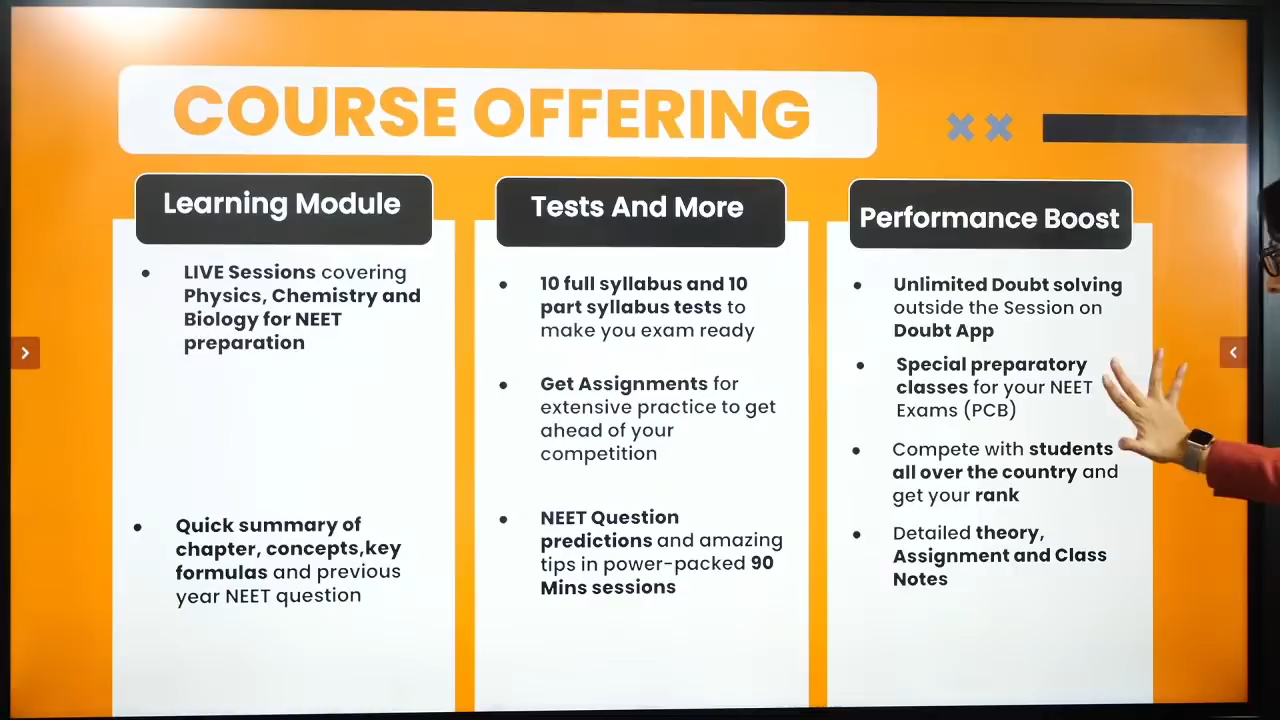 COURSE OFFERING
Learning Module
• LIVE Sessions covering
Physics, Chemistry and
Biology for NEET
preparation
• Quick summary of
chapter, concepts,key
formulas and previous
year NEET question
Tests And More
• 10 full syllabus and 10
part syllabus tests to
make you exam ready
• Get Assignments for
extensive practice to get
ahead of your
competition
• NEET Question
predictions and amazing
tips in power-packed 90
Mins sessions
Performance Boost
• Unlimited Doubt solving
outside the Session on
Doubt App
• Special preparatory
classes for your NEET
Exams (PCB)
• Compete with students
all over the country and
get your rank
• Detailed theory,
Assignment and Class
Notes